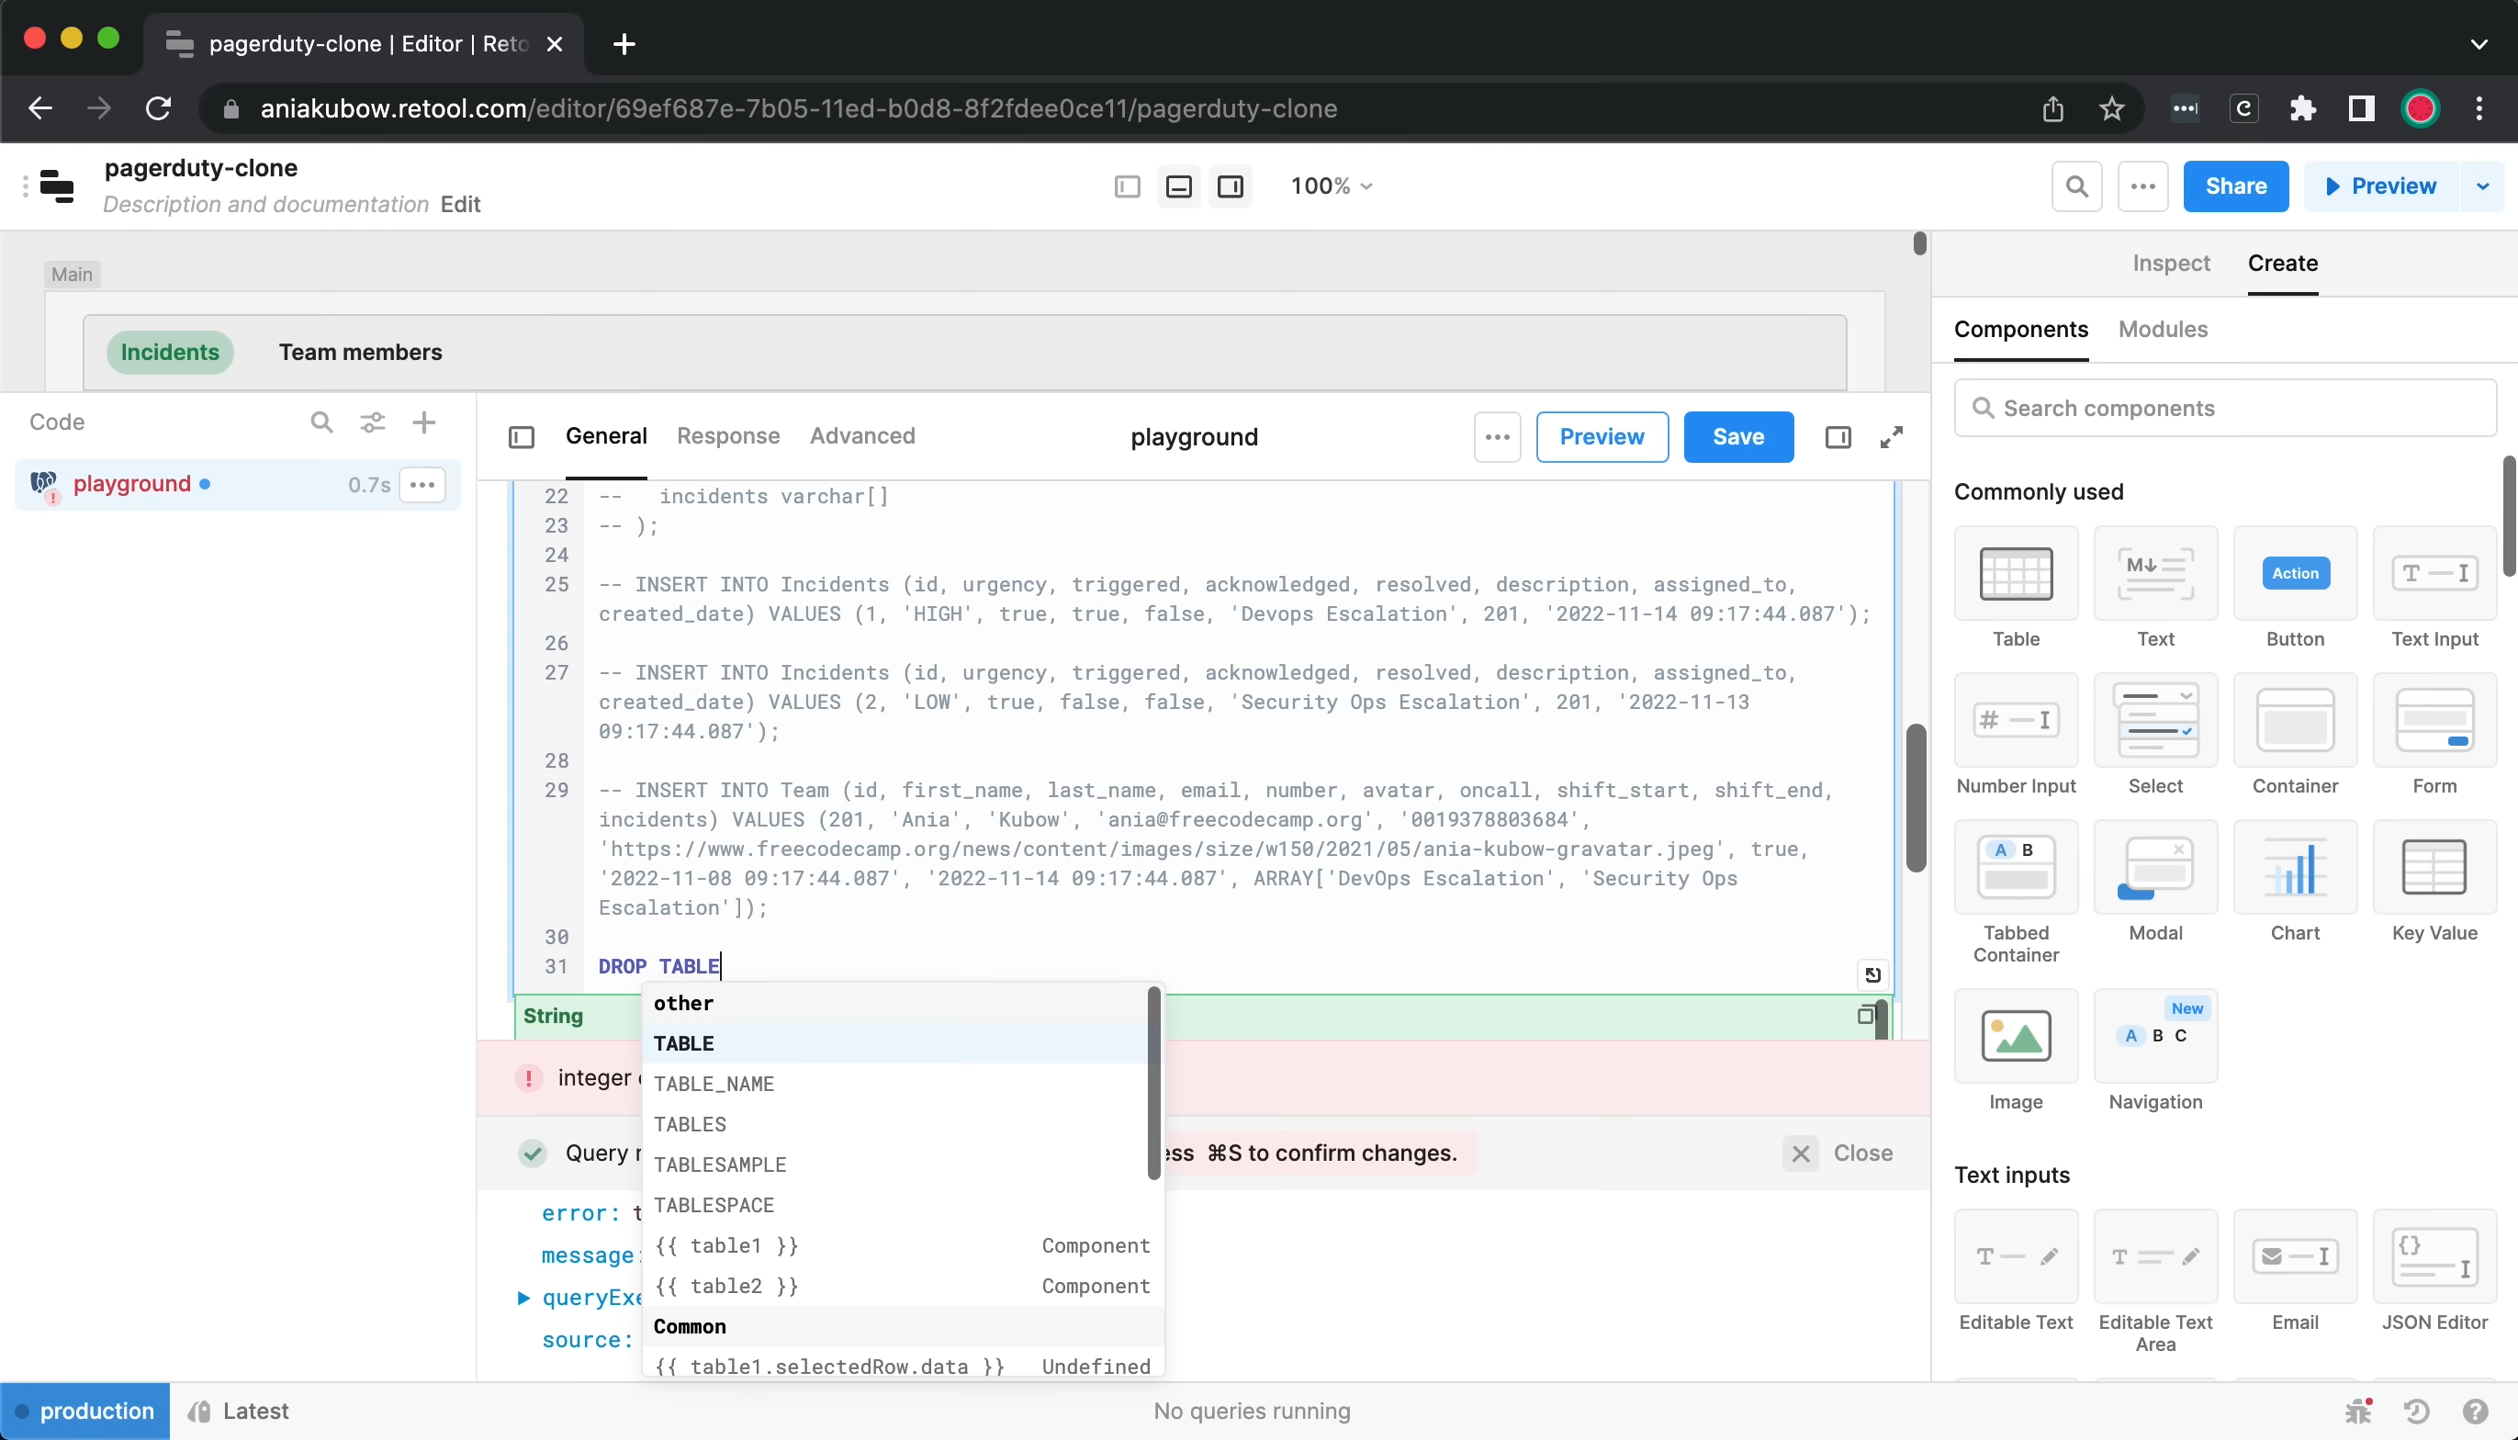 pagerduty-clone | Editor | Reto
aniakubow.retool.com/editor/69ef687e-7b05-11ed-b0d8-8f2fdee0ce11/pagerduty-clone
pagerduty-clone
Description and documentation Edit
100%
Share
Preview
Main
Incidents
Team members
Inspect
Create
Components
Modules
Search components
Code
playground
0.7s
General
Response
Advanced
playground
Preview
Save
22 -- incidents varchar[]
23 -- );
24
25 -- INSERT INTO Incidents (id, urgency, triggered, acknowledged, resolved, description, assigned_to,
created_date) VALUES (1, 'HIGH', true, true, false, 'Devops Escalation', 201, '2022-11-14 09:17:44.087');
26
27 -- INSERT INTO Incidents (id, urgency, triggered, acknowledged, resolved, description, assigned_to,
created_date) VALUES (2, 'LOW', true, false, false, 'Security Ops Escalation', 201, '2022-11-13
09:17:44.087');
28
29 -- INSERT INTO Team (id, first_name, last_name, email, number, avatar, oncall, shift_start, shift_end,
incidents) VALUES (201, 'Ania', 'Kubow', 'ania@freecodecamp.org', '0019378803684',
'https://www.freecodecamp.org/news/content/images/size/w150/2021/05/ania-kubow-gravatar.jpeg', true,
'2022-11-08 09:17:44.087', '2022-11-14 09:17:44.087', ARRAY['DevOps Escalation', 'Security Ops
Escalation']);
30
31 DROP TABLE
String
other
TABLE
TABLE_NAME
TABLES
TABLESAMPLE
TABLESPACE
{{ table1 }} Component
{{ table2 }} Component
Common
{{ table1.selectedRow.data }} Undefined
integer
Query
⌘S to confirm changes.
Close
error:
message:
queryExe
source:
Commonly used
Action
Table
Text
Button
Text Input
Number Input
Select
Container
Form
A B
Tabbed
Container
Modal
Chart
Key Value
New
A B C
Image
Navigation
Text inputs
Editable Text
Editable Text
Area
Email
JSON Editor
production
Latest
No queries running